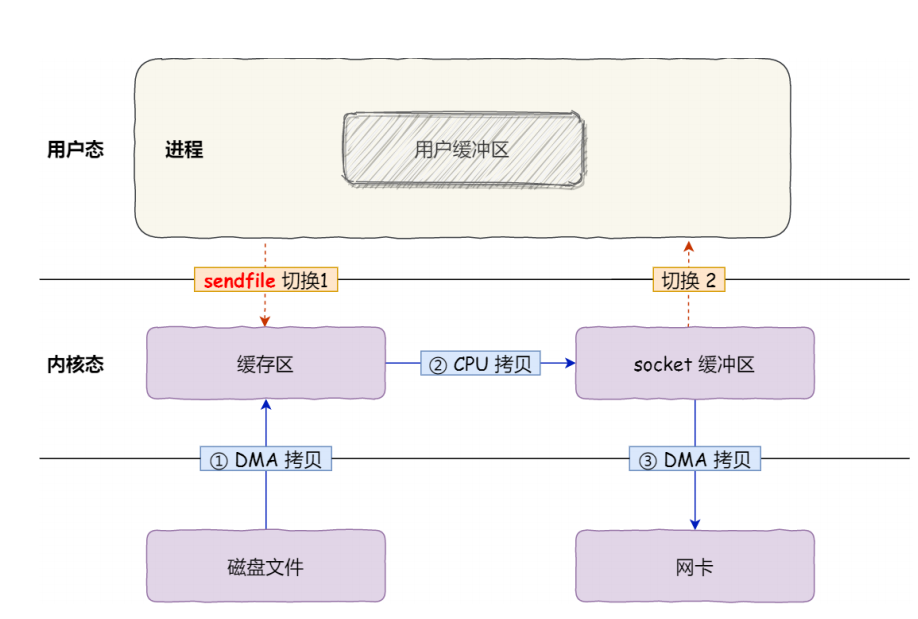 用户态
进程
用户缓冲区
sendfile 切换1
切换 2
内核态
缓存区
② CPU 拷贝
socket 缓冲区
① DMA 拷贝
③ DMA 拷贝
磁盘文件
网卡